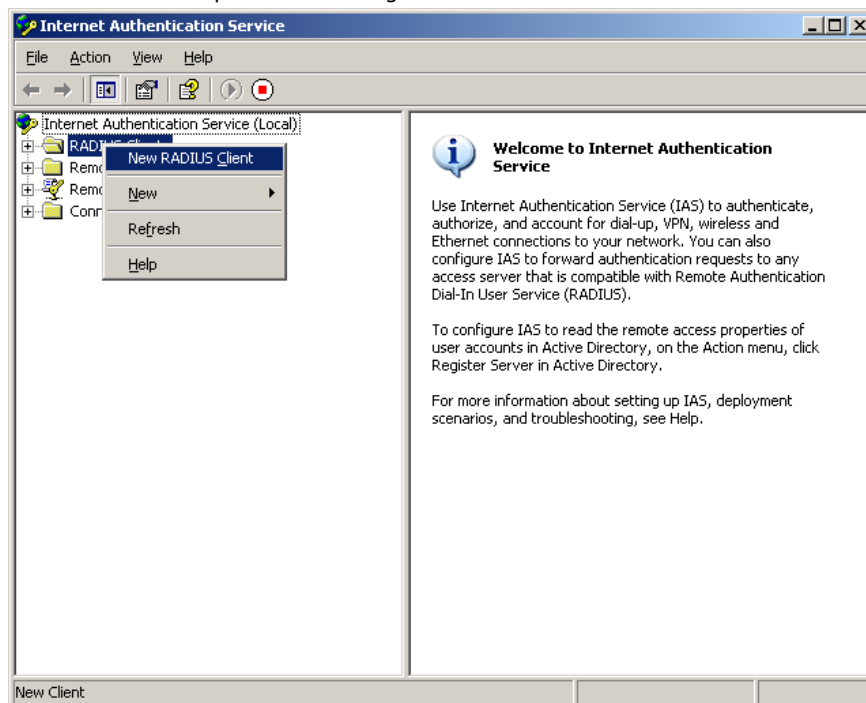 Internet Authentication Service
File Action View Help
Internet Authentication Service (Local)
New RADIUS Client
New
Refresh
Help
Welcome to Internet Authentication
Service
Use Internet Authentication Service (IAS) to authenticate,
authorize, and account for dial-up, VPN, wireless and
Ethernet connections to your network. You can also
configure IAS to forward authentication requests to any
access server that is compatible with Remote Authentication
Dial-In User Service (RADIUS).
To configure IAS to read the remote access properties of
user accounts in Active Directory, on the Action menu, click
Register Server in Active Directory.
For more information about setting up IAS, deployment
scenarios, and troubleshooting, see Help.
New Client